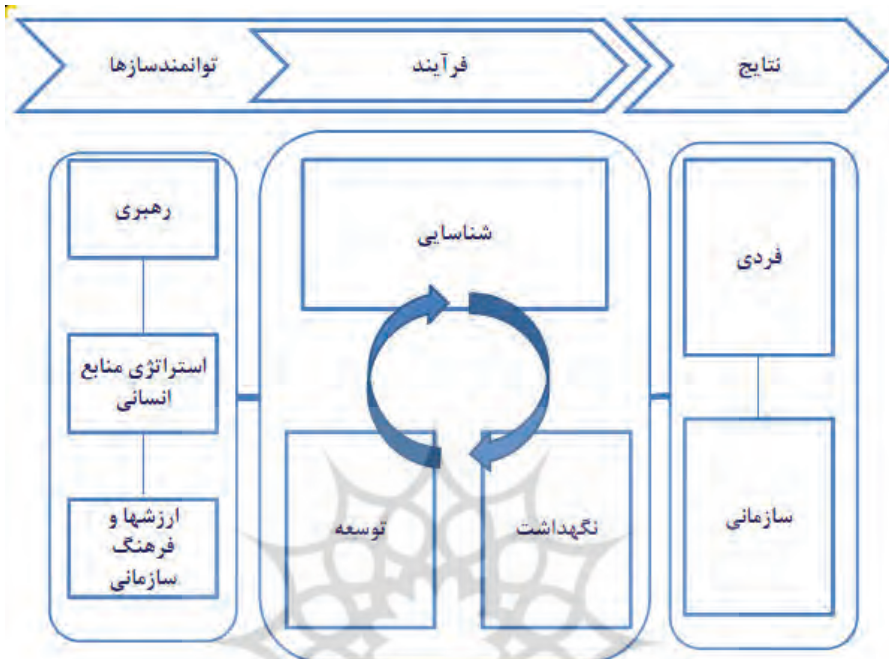 توانمندسازها
فرآیند
نتایج
رهبری
استراتژی منابع
انسانی
ارزشها و
فرهنگ
سازمانی
شناسایی
توسعه
نگهداشت
فردی
سازمانی